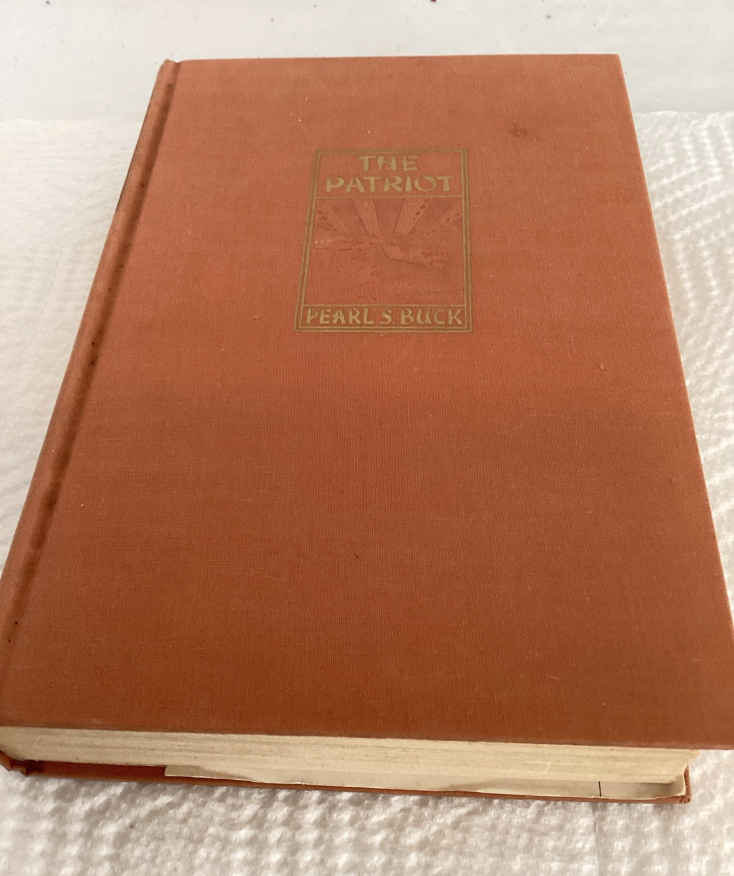 THE
PATRIOT
PEARL S. BUCK